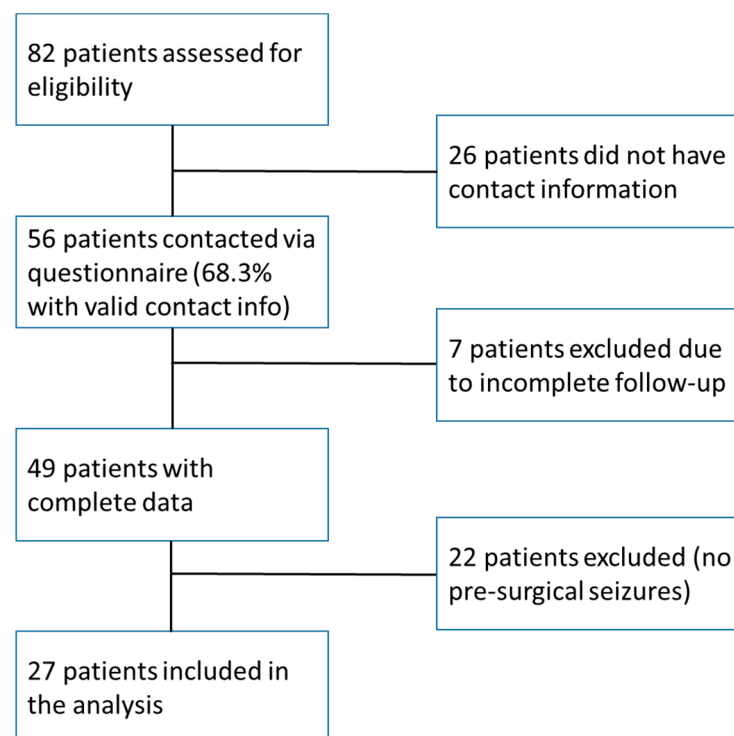 82 patients assessed for
eligibility
26 patients did not have
contact information
56 patients contacted via
questionnaire (68.3%
with valid contact info)
7 patients excluded due
to incomplete follow-up
49 patients with
complete data
22 patients excluded (no
pre-surgical seizures)
27 patients included in
the analysis